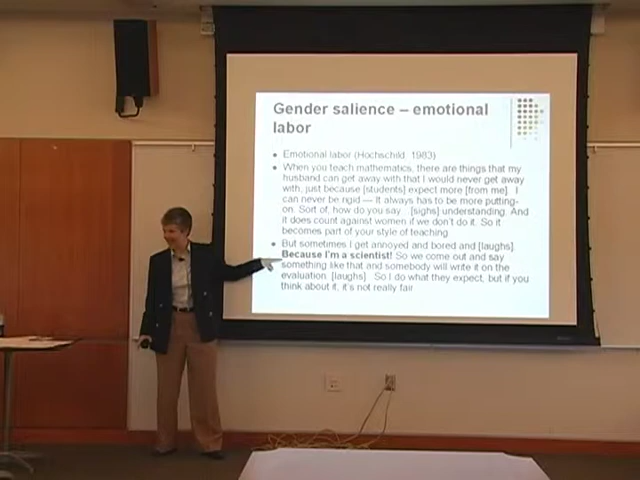 Gender salience – emotional
labor
Emotional labor (Hochschild 1983)
When you teach mathematics, there are things that my
husband can get away with that I would never get away
with, just because [students] expect more [from me]. I
can never be rigid — It always has to be more putting-
on. Sort of, how do you say... [sighs] understanding. And
it does count against women if we don't do it. So it
becomes part of your style of teaching
But sometimes I get annoyed and bored and [laughs].
Because I'm a scientist! So we come out and say
something like that and somebody will write it on the
evaluation. [laughs]. So I do what they expect, but if you
think about it, it's not really fair